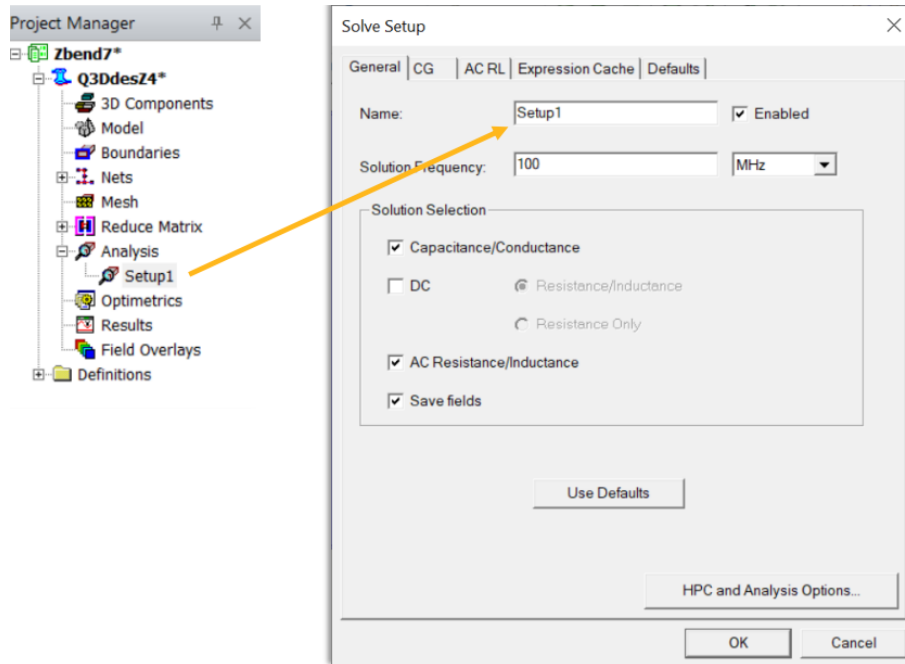 Project Manager
Zbend7*
Q3DdesZ4*
3D Components
Model
Boundaries
Nets
Mesh
Reduce Matrix
Analysis
Setup1
Optimetrics
Results
Field Overlays
Definitions
Solve Setup
General CG AC RL Expression Cache Defaults
Name: Setup1 Enabled
Solution Frequency: 100 MHz
Solution Selection
Capacitance/Conductance
DC Resistance/Inductance
Resistance Only
AC Resistance/Inductance
Save fields
Use Defaults
HPC and Analysis Options...
OK Cancel